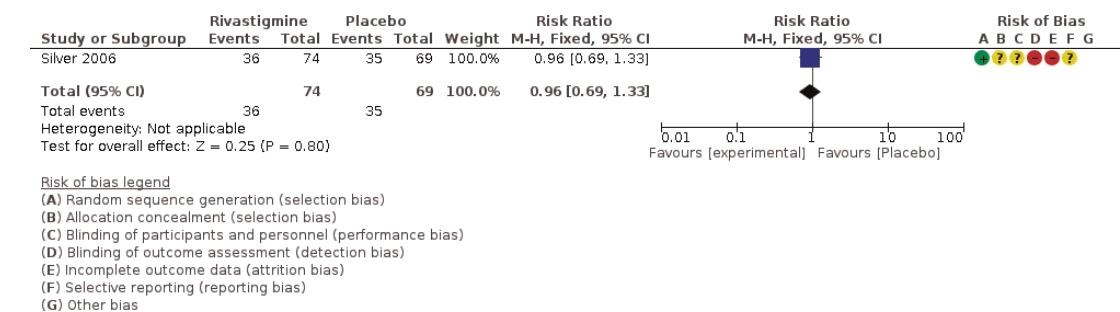 Rivastigmine Placebo Risk Ratio Risk Ratio Risk of Bias
Study or Subgroup Events Total Events Total Weight M-H, Fixed, 95% CI M-H, Fixed, 95% CI A B C D E F G
Silver 2006 36 74 35 69 100.0% 0.96 [0.69, 1.33] + ? ? – – ?
Total (95% CI) 74 69 100.0% 0.96 [0.69, 1.33]
Total events 36 35
Heterogeneity: Not applicable
Test for overall effect: Z = 0.25 (P = 0.80)
0.01 0.1 1 10 100
Favours [experimental] Favours [Placebo]
Risk of bias legend
(A) Random sequence generation (selection bias)
(B) Allocation concealment (selection bias)
(C) Blinding of participants and personnel (performance bias)
(D) Blinding of outcome assessment (detection bias)
(E) Incomplete outcome data (attrition bias)
(F) Selective reporting (reporting bias)
(G) Other bias